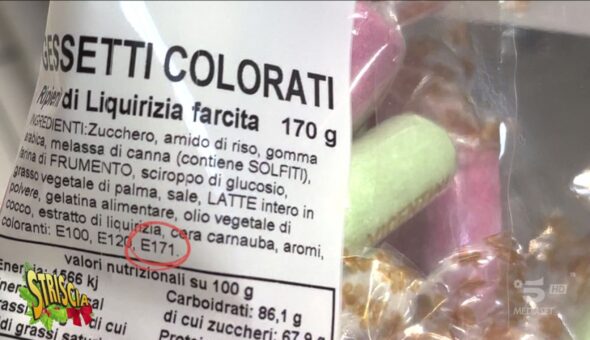 GESSETTI COLORATI
Ripieni di Liquirizia farcita 170 g
INGREDIENTI: Zucchero, amido di riso, gomma
arabica, melassa di canna (contiene SOLFITI),
farina di FRUMENTO, sciroppo di glucosio,
grasso vegetale di palma, sale, LATTE intero in
polvere, gelatina alimentare, olio vegetale di
cocco, estratto di liquirizia, cera carnauba, aromi,
coloranti: E100, E120, E171.
valori nutrizionali su 100 g
Energia 1566 kj
Carboidrati: 86,1 g
di cui
di cui zuccheri: 67,9
di grassi
STRISCIA
5 HD
MEDIASET